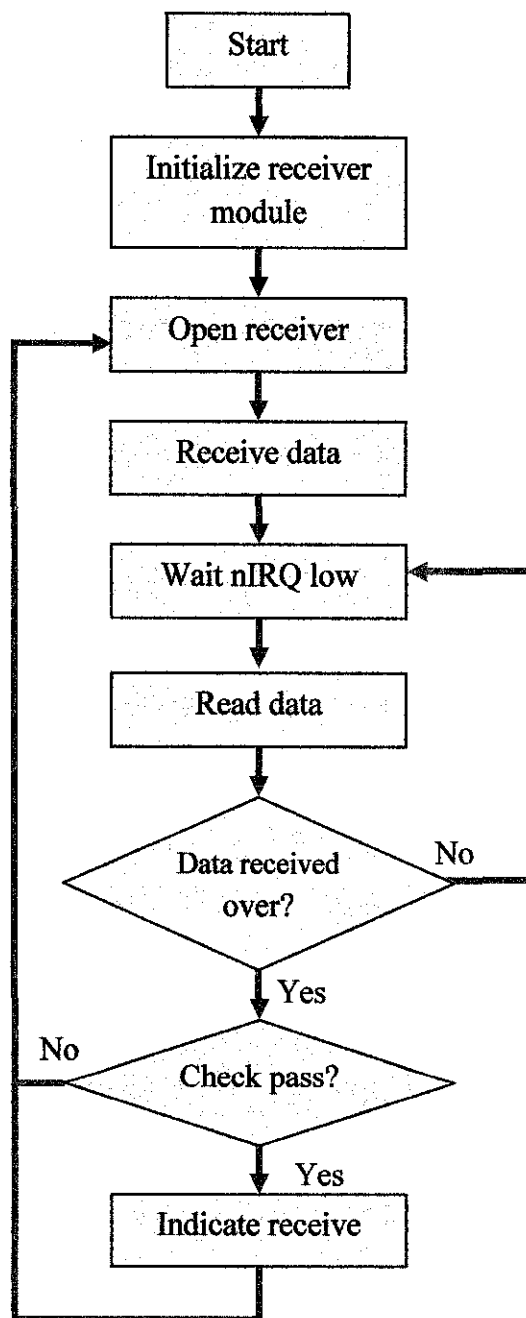 Start
Initialize receiver
module
Open receiver
Receive data
Wait nIRQ low
Read data
Data received
over?
No
Yes
No
Check pass?
Yes
Indicate receive